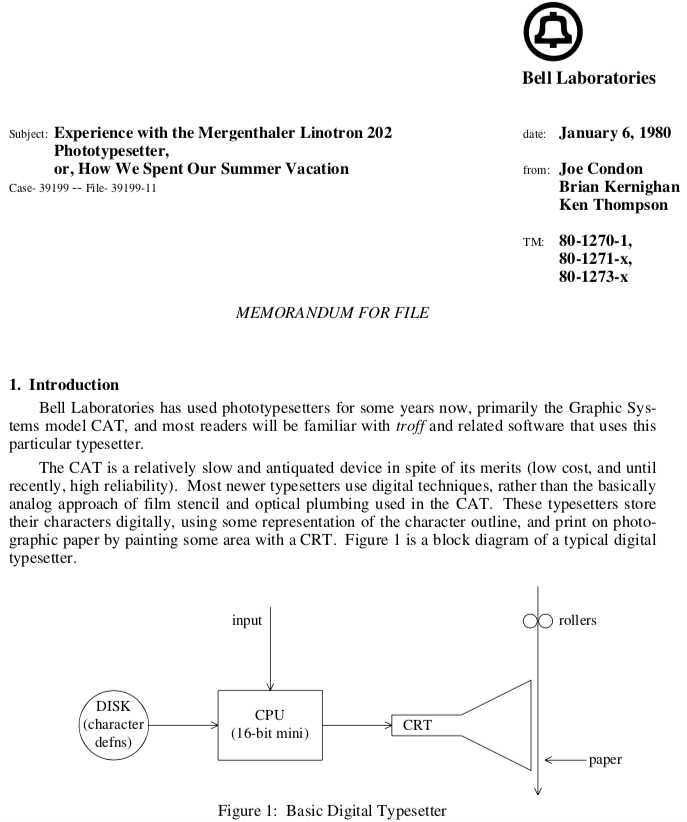 Bell Laboratories
Subject: Experience with the Mergenthaler Linotron 202
Phototypesetter,
or, How We Spent Our Summer Vacation
Case- 39199 -- File- 39199-11
date: January 6, 1980
from: Joe Condon
Brian Kernighan
Ken Thompson
TM: 80-1270-1,
80-1271-x,
80-1273-x
MEMORANDUM FOR FILE
1. Introduction
Bell Laboratories has used phototypesetters for some years now, primarily the Graphic Sys-
tems model CAT, and most readers will be familiar with troff and related software that uses this
particular typesetter.
The CAT is a relatively slow and antiquated device in spite of its merits (low cost, and until
recently, high reliability). Most newer typesetters use digital techniques, rather than the basically
analog approach of film stencil and optical plumbing used in the CAT. These typesetters store
their characters digitally, using some representation of the character outline, and print on photo-
graphic paper by painting some area with a CRT. Figure 1 is a block diagram of a typical digital
typesetter.
input
rollers
DISK
(character
defns)
CPU
(16-bit mini)
CRT
paper
Figure 1: Basic Digital Typesetter